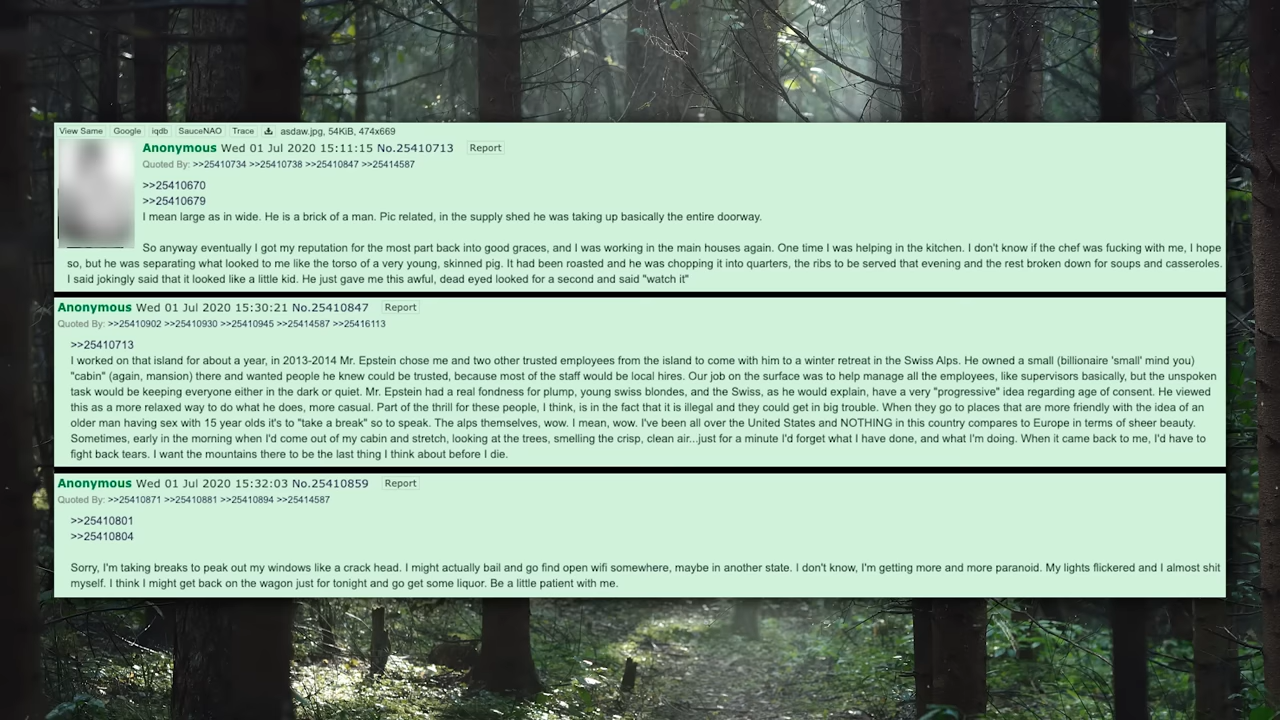 View Same Google iqdb SauceNAO Trace asdaw.jpg, 54KiB, 474x669
Anonymous Wed 01 Jul 2020 15:11:15 No.25410713 Report
Quoted By: >>25410734 >>25410738 >>25410847 >>25414587
>>25410670
>>25410679
I mean large as in wide. He is a brick of a man. Pic related, in the supply shed he was taking up basically the entire doorway.
So anyway eventually I got my reputation for the most part back into good graces, and I was working in the main houses again. One time I was helping in the kitchen. I don't know if the chef was fucking with me, I hope
so, but he was separating what looked to me like the torso of a very young, skinned pig. It had been roasted and he was chopping it into quarters, the ribs to be served that evening and the rest broken down for soups and casseroles.
I said jokingly said that it looked like a little kid. He just gave me this awful, dead eyed looked for a second and said "watch it"
Anonymous Wed 01 Jul 2020 15:30:21 No.25410847 Report
Quoted By: >>25410902 >>25410930 >>25410945 >>25414587 >>25416113
>>25410713
I worked on that island for about a year, in 2013-2014 Mr. Epstein chose me and two other trusted employees from the island to come with him to a winter retreat in the Swiss Alps. He owned a small (billionaire 'small' mind you)
"cabin" (again, mansion) there and wanted people he knew could be trusted, because most of the staff would be local hires. Our job on the surface was to help manage all the employees, like supervisors basically, but the unspoken
task would be keeping everyone either in the dark or quiet. Mr. Epstein had a real fondness for plump, young swiss blondes, and the Swiss, as he would explain, have a very "progressive" idea regarding age of consent. He viewed
this as a more relaxed way to do what he does, more casual. Part of the thrill for these people, I think, is in the fact that it is illegal and they could get in big trouble. When they go to places that are more friendly with the idea of an
older man having sex with 15 year olds it's to "take a break" so to speak. The alps themselves, wow. I mean, wow. I've been all over the United States and NOTHING in this country compares to Europe in terms of sheer beauty.
Sometimes, early in the morning when I'd come out of my cabin and stretch, looking at the trees, smelling the crisp, clean air...just for a minute I'd forget what I have done, and what I'm doing. When it came back to me, I'd have to
fight back tears. I want the mountains there to be the last thing I think about before I die.
Anonymous Wed 01 Jul 2020 15:32:03 No.25410859 Report
Quoted By: >>25410871 >>25410881 >>25410894 >>25414587
>>25410801
>>25410804
Sorry, I'm taking breaks to peak out my windows like a crack head. I might actually bail and go find open wifi somewhere, maybe in another state. I don't know, I'm getting more and more paranoid. My lights flickered and I almost shit
myself. I think I might get back on the wagon just for tonight and go get some liquor. Be a little patient with me.